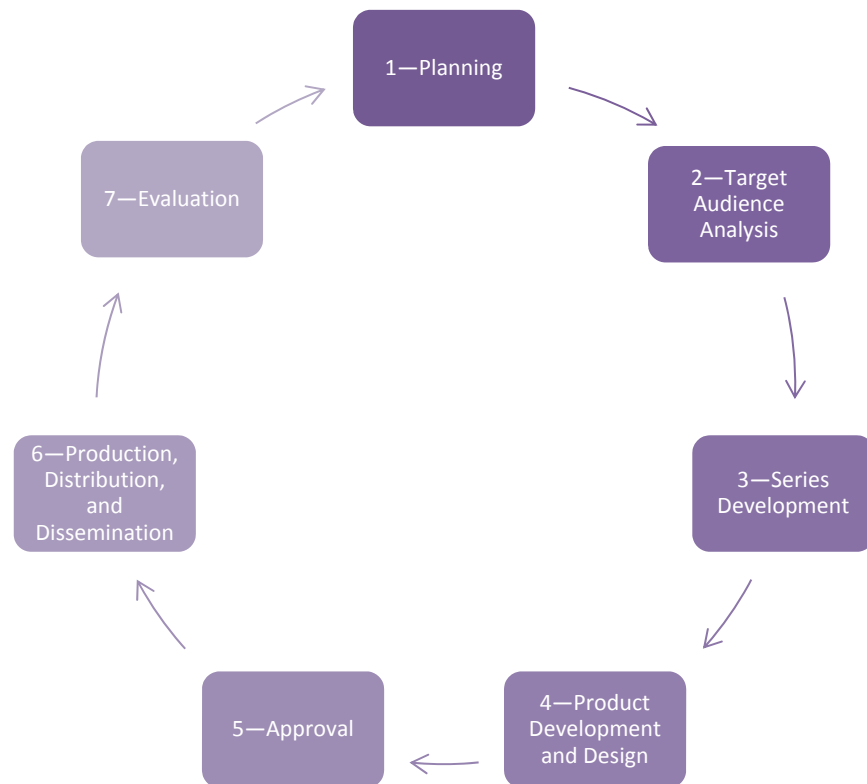 1—Planning
2—Target
Audience
Analysis
3—Series
Development
4—Product
Development
and Design
5—Approval
6—Production,
Distribution,
and
Dissemination
7—Evaluation